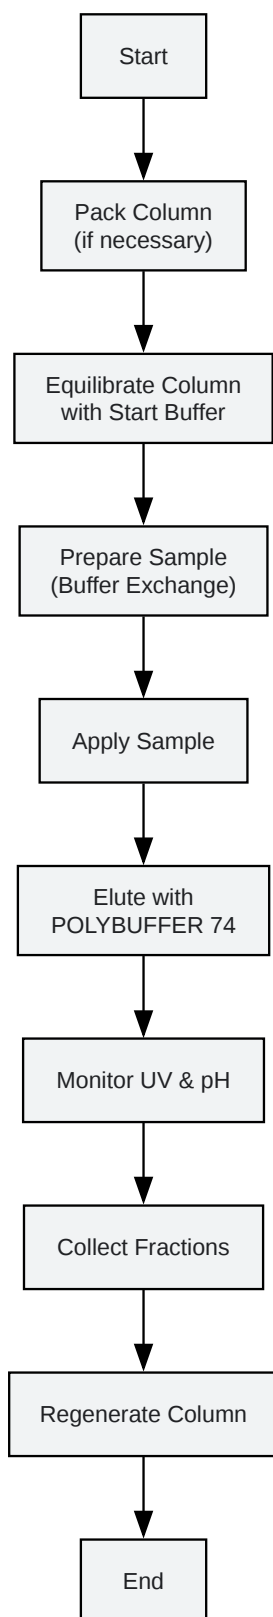 Start
Pack Column
(if necessary)
Equilibrate Column
with Start Buffer
Prepare Sample
(Buffer Exchange)
Apply Sample
Elute with
POLYBUFFER 74
Monitor UV & pH
Collect Fractions
Regenerate Column
End